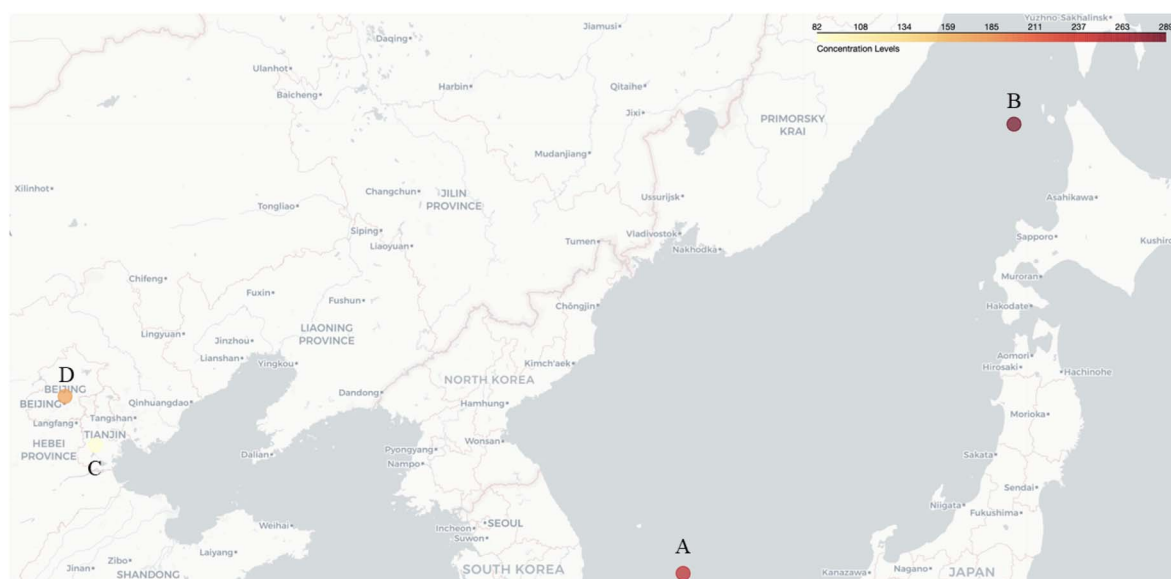 Yuzhno-Sakhalinsk
82 108 134 159 185 211 237 263 289
Concentration Levels
Jiamusi
Daqing
Ulanhot
Baicheng
Harbin
Qitaihe
Jixi
B
PRIMORSKY
KRAI
Mudanjiang
Xilinhot
Changchun
JILIN
PROVINCE
Ussurijsk
Asahikawa
Tongliao
Siping
Liaoyuan
Tumen
Vladivostok
Nakhodka
Sapporo
Kushiro
Muroran
Chifeng
Fuxin
Fushun
Chŏngjin
Hakodate
Lingyuan
Jinzhou
LIAONING
PROVINCE
Lianshan
Yingkou
Kimch'aek
Aomori
Hirosaki
Hachinohe
D
BEIJING
BEIJING
Qinhuangdao
Dandong
NORTH KOREA
Hamhung
Langfang
Tangshan
TIANJIN
HEBEI
PROVINCE
C
Dalian
Pyongyang
Nampo
Wonsan
Morioka
Sakata
Sendai
Niigata
Fukushima
Weihai
Laiyang
Incheon
SEOUL
Suwon
A
Zibo
Jinan
SHANDONG
SOUTH KOREA
Kanazawa
Nagano
JAPAN